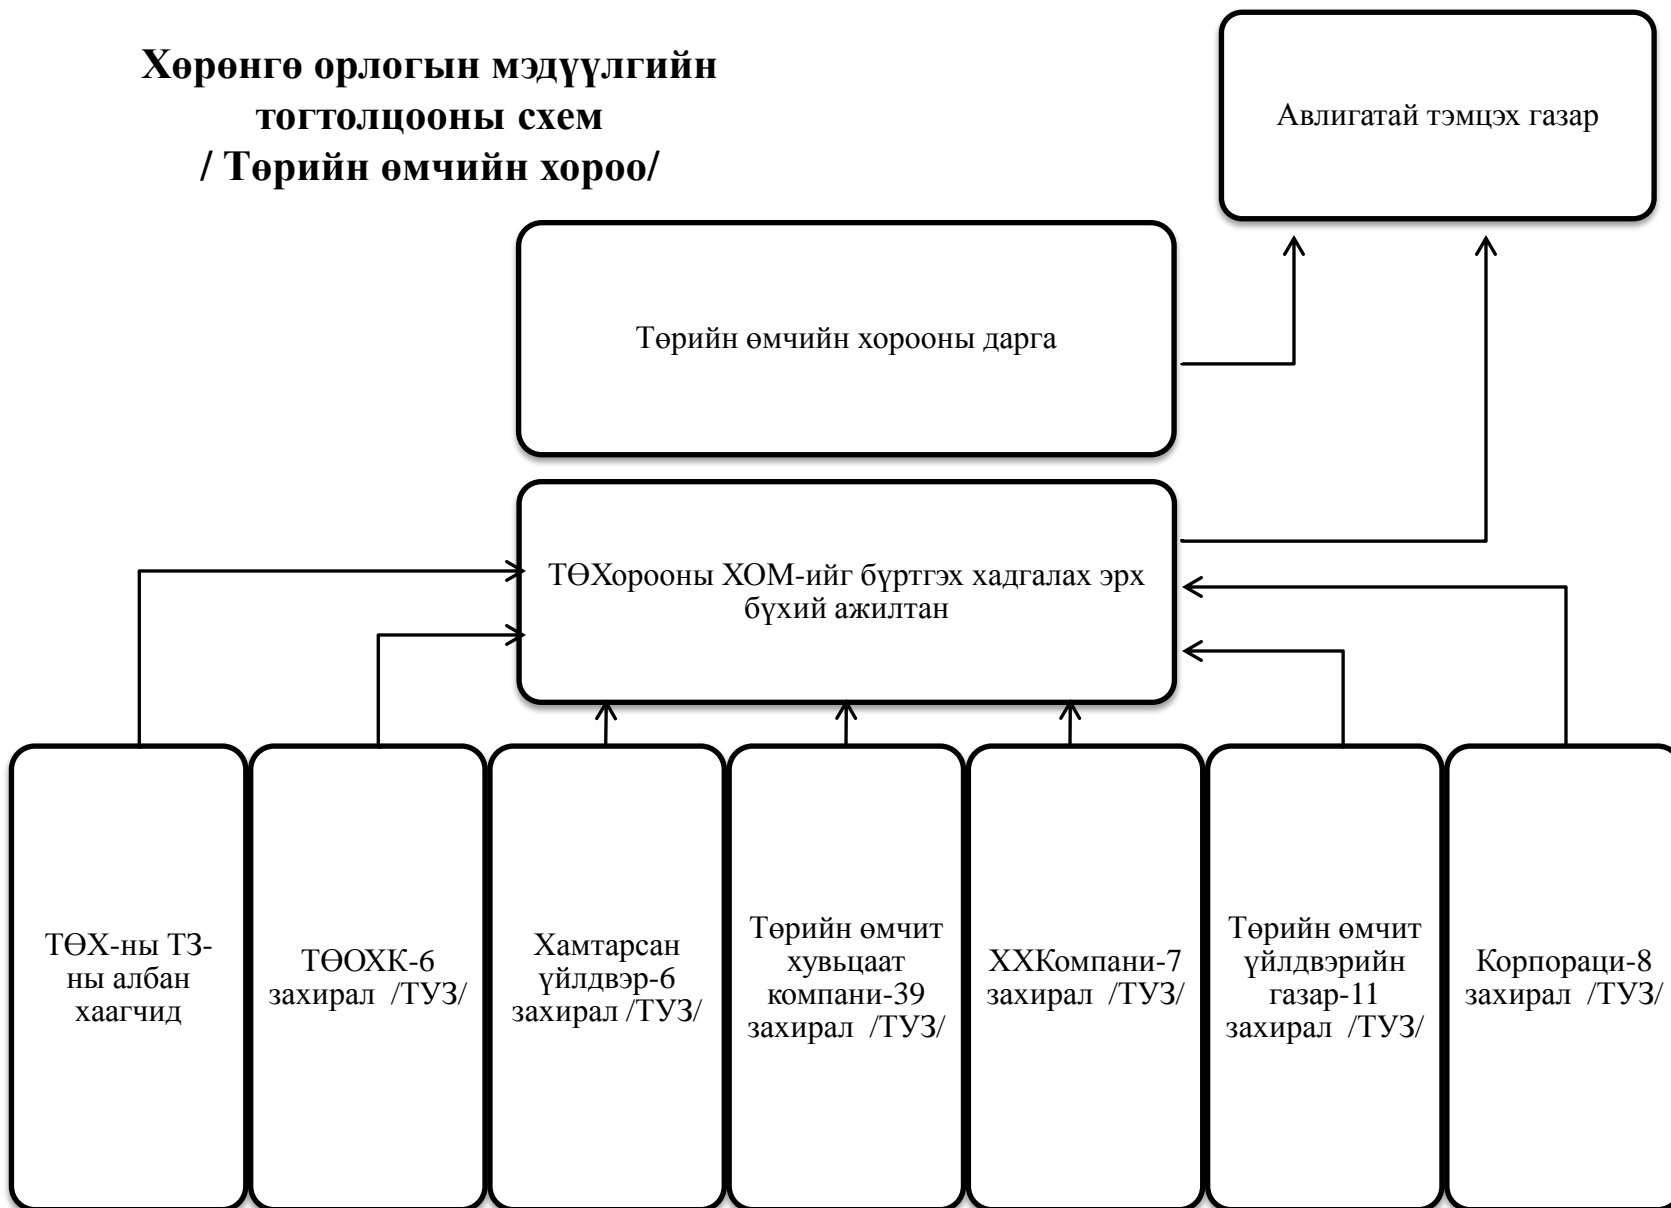 Хөрөнгө орлогын мэдүүлгийн
тогтолцооны схем
/ Төрийн өмчийн хороо/
Авлигатай тэмцэх газар
Төрийн өмчийн хорооны дарга
ТӨХорооны ХОМ-ийг бүртгэх хадгалах эрх
бүхий ажилтан
ТӨХ-ны ТЗ-
ны албан
хаагчид
ТӨОХК-6
захирал /ТУЗ/
Хамтарсан
үйлдвэр-6
захирал /ТУЗ/
Төрийн өмчит
хувьцаат
компани-39
захирал /ТУЗ/
ХХКомпани-7
захирал /ТУЗ/
Төрийн өмчит
үйлдвэрийн
газар-11
захирал /ТУЗ/
Корпораци-8
захирал /ТУЗ/